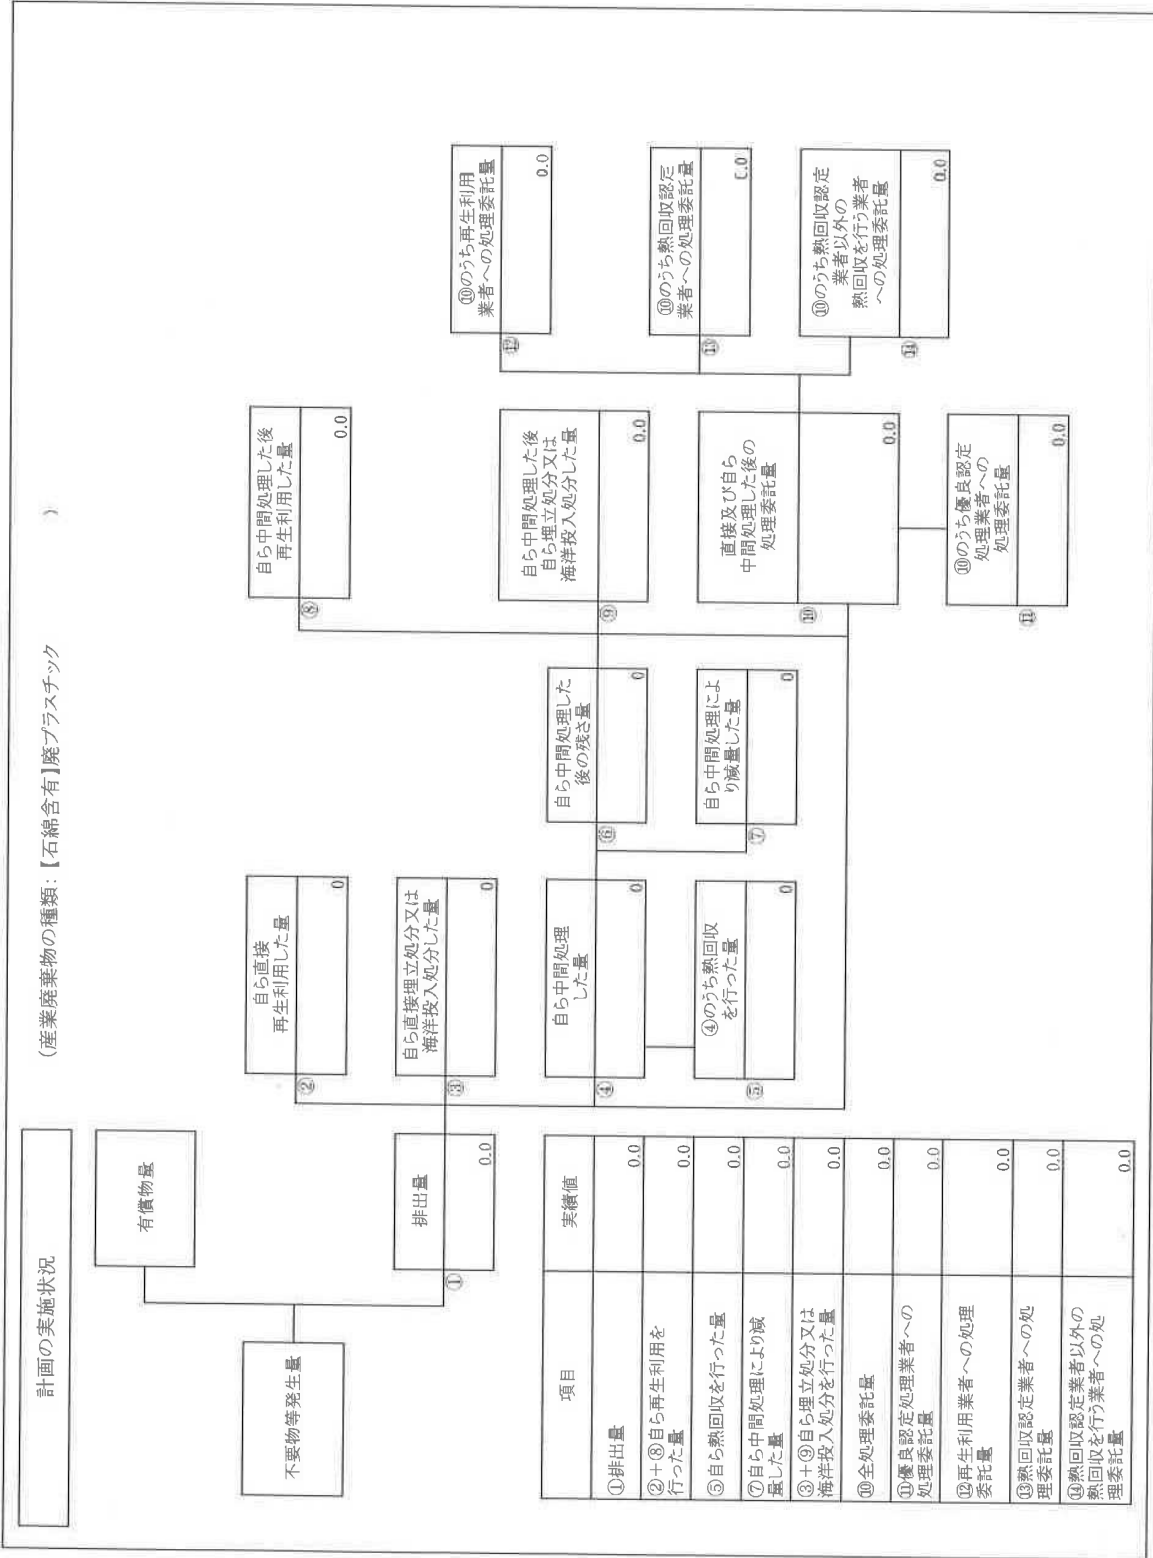 計画の実施状況
（産業廃棄物の種類：【石綿含有】廃プラスチック　　　　）
不要物等発生量
有償物量
①
排出量
0.0
②
自ら直接
再生利用した量
0
③
自ら直接埋立処分又は
海洋投入処分した量
0
④
自ら中間処理
した量
0
⑤
④のうち熱回収
を行った量
0
⑥
自ら中間処理した
後の残さ量
0
⑦
自ら中間処理によ
り減量した量
0
⑧
自ら中間処理した後
再生利用した量
0.0
⑨
自ら中間処理した後
自ら埋立処分又は
海洋投入処分した量
0.0
⑩
直接及び自ら
中間処理した後の
処理委託量
0.0
⑪
⑩のうち優良認定
処理業者への
処理委託量
0.0
⑫
⑩のうち再生利用
業者への処理委託量
0.0
⑬
⑩のうち熱回収認定
業者への処理委託量
0.0
⑭
⑩のうち熱回収認定
業者以外の
熱回収を行う業者
への処理委託量
0.0
項目 実績値
①排出量 0.0
②＋⑧自ら再生利用を
行った量 0.0
⑤自ら熱回収を行った量 0.0
⑦自ら中間処理により減
量した量 0.0
③＋⑨自ら埋立処分又は
海洋投入処分を行った量 0.0
⑩全処理委託量 0.0
⑪優良認定処理業者への
処理委託量 0.0
⑫再生利用業者への処理
委託量 0.0
⑬熱回収認定業者への処
理委託量 0.0
⑭熱回収認定業者以外の
熱回収を行う業者への処
理委託量 0.0